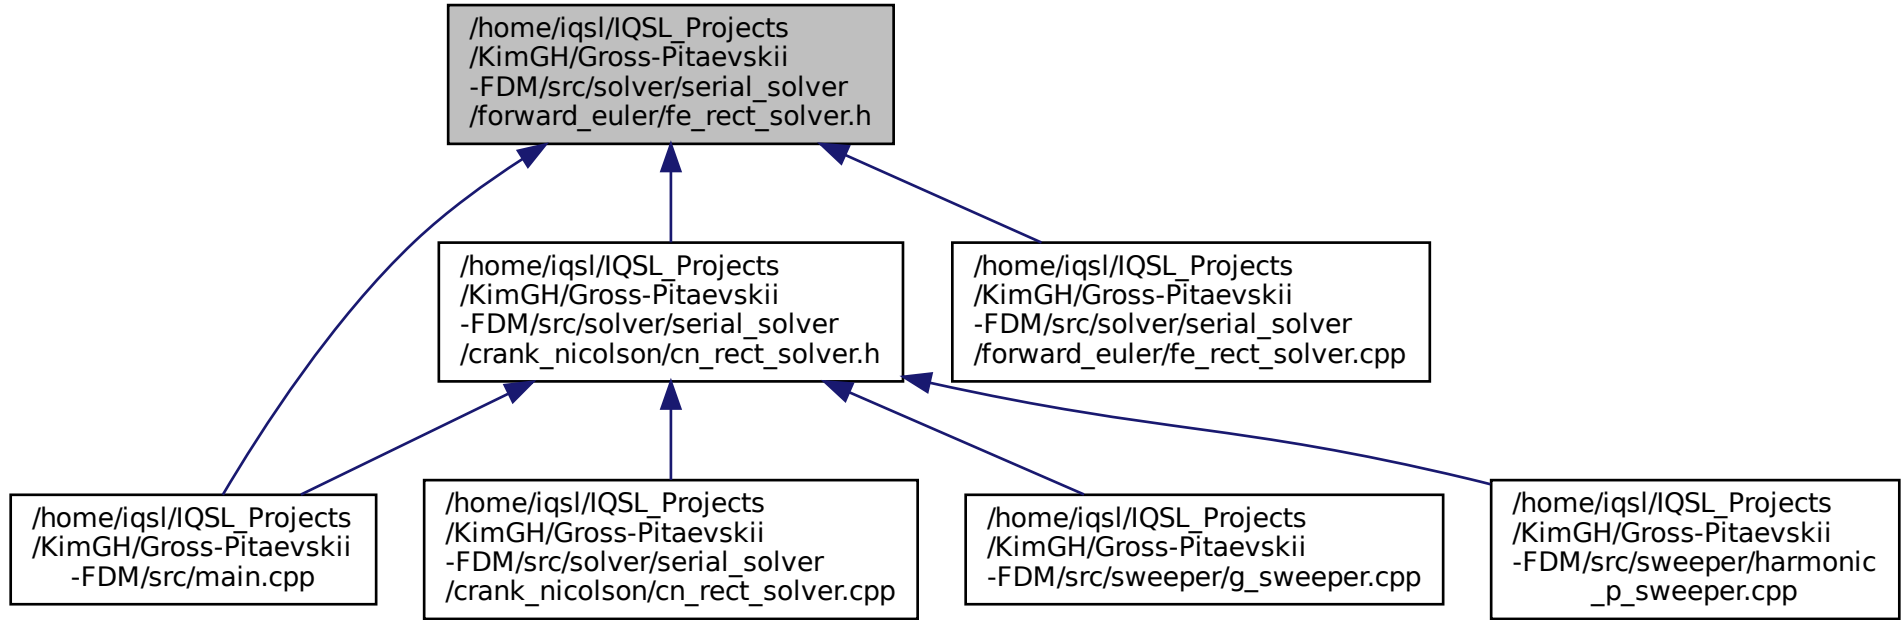 /home/iqsl/IQSL_Projects
/KimGH/Gross-Pitaevskii
-FDM/src/solver/serial_solver
/forward_euler/fe_rect_solver.h
/home/iqsl/IQSL_Projects
/KimGH/Gross-Pitaevskii
-FDM/src/solver/serial_solver
/crank_nicolson/cn_rect_solver.h
/home/iqsl/IQSL_Projects
/KimGH/Gross-Pitaevskii
-FDM/src/solver/serial_solver
/forward_euler/fe_rect_solver.cpp
/home/iqsl/IQSL_Projects
/KimGH/Gross-Pitaevskii
-FDM/src/main.cpp
/home/iqsl/IQSL_Projects
/KimGH/Gross-Pitaevskii
-FDM/src/solver/serial_solver
/crank_nicolson/cn_rect_solver.cpp
/home/iqsl/IQSL_Projects
/KimGH/Gross-Pitaevskii
-FDM/src/sweeper/g_sweeper.cpp
/home/iqsl/IQSL_Projects
/KimGH/Gross-Pitaevskii
-FDM/src/sweeper/harmonic
_p_sweeper.cpp